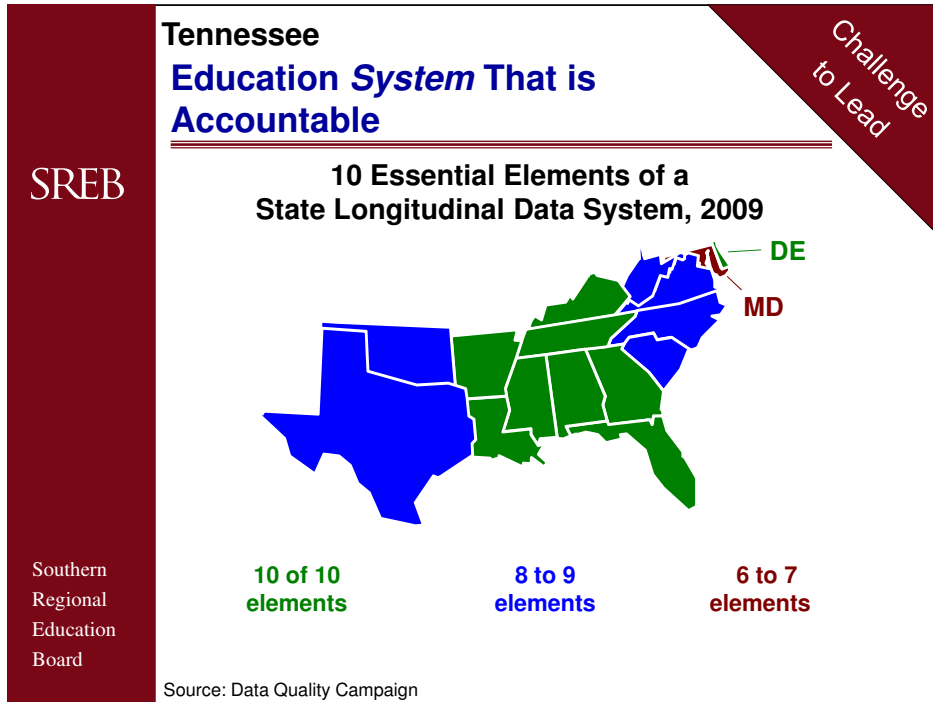 Tennessee
Education System That is
Accountable
Challenge
to Lead
SREB
10 Essential Elements of a
State Longitudinal Data System, 2009
DE
MD
10 of 10
elements
8 to 9
elements
6 to 7
elements
Southern
Regional
Education
Board
Source: Data Quality Campaign